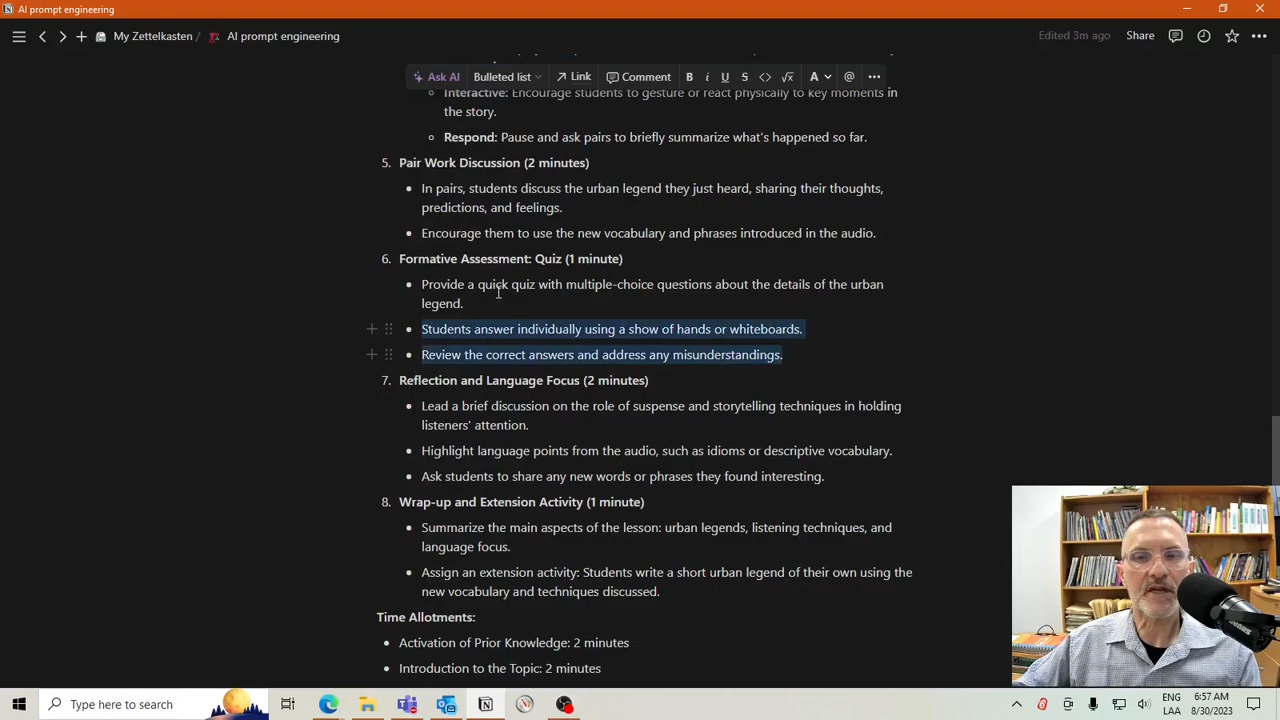 AI prompt engineering
My Zettelkasten / AI prompt engineering
Edited 3m ago Share
Ask AI Bulleted list Link Comment B i U S <> √x A @ •••
Interactive: Encourage students to gesture or react physically to key moments in
the story.
Respond: Pause and ask pairs to briefly summarize what's happened so far.
5. Pair Work Discussion (2 minutes)
In pairs, students discuss the urban legend they just heard, sharing their thoughts,
predictions, and feelings.
Encourage them to use the new vocabulary and phrases introduced in the audio.
6. Formative Assessment: Quiz (1 minute)
Provide a quick quiz with multiple-choice questions about the details of the urban
legend.
Students answer individually using a show of hands or whiteboards.
Review the correct answers and address any misunderstandings.
7. Reflection and Language Focus (2 minutes)
Lead a brief discussion on the role of suspense and storytelling techniques in holding
listeners' attention.
Highlight language points from the audio, such as idioms or descriptive vocabulary.
Ask students to share any new words or phrases they found interesting.
8. Wrap-up and Extension Activity (1 minute)
Summarize the main aspects of the lesson: urban legends, listening techniques, and
language focus.
Assign an extension activity: Students write a short urban legend of their own using the
new vocabulary and techniques discussed.
Time Allotments:
Activation of Prior Knowledge: 2 minutes
Introduction to the Topic: 2 minutes
Type here to search
ENG
LAA
6:57 AM
8/30/2023